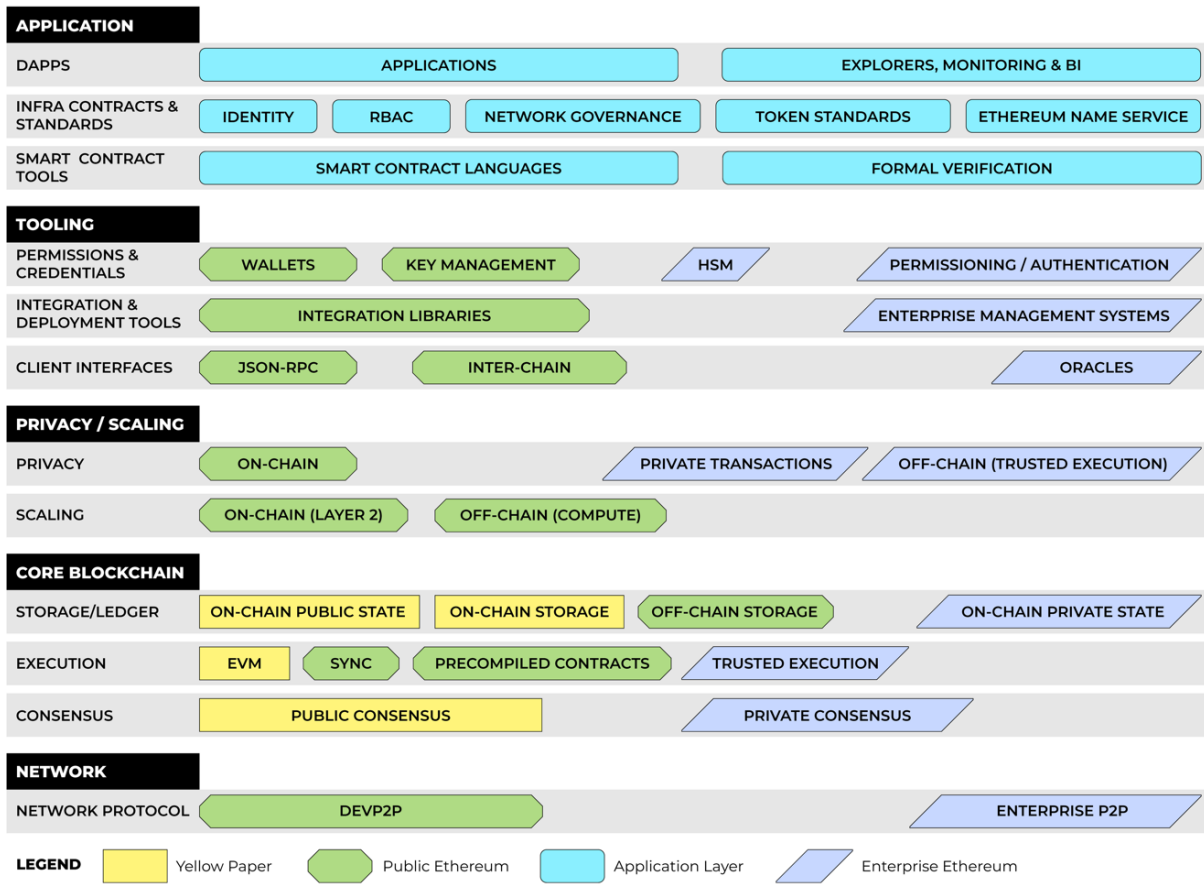 APPLICATION
DAPPS
APPLICATIONS
EXPLORERS, MONITORING & BI
INFRA CONTRACTS &
STANDARDS
IDENTITY
RBAC
NETWORK GOVERNANCE
TOKEN STANDARDS
ETHEREUM NAME SERVICE
SMART CONTRACT
TOOLS
SMART CONTRACT LANGUAGES
FORMAL VERIFICATION
TOOLING
PERMISSIONS &
CREDENTIALS
WALLETS
KEY MANAGEMENT
HSM
PERMISSIONING / AUTHENTICATION
INTEGRATION &
DEPLOYMENT TOOLS
INTEGRATION LIBRARIES
ENTERPRISE MANAGEMENT SYSTEMS
CLIENT INTERFACES
JSON-RPC
INTER-CHAIN
ORACLES
PRIVACY / SCALING
PRIVACY
ON-CHAIN
PRIVATE TRANSACTIONS
OFF-CHAIN (TRUSTED EXECUTION)
SCALING
ON-CHAIN (LAYER 2)
OFF-CHAIN (COMPUTE)
CORE BLOCKCHAIN
STORAGE/LEDGER
ON-CHAIN PUBLIC STATE
ON-CHAIN STORAGE
OFF-CHAIN STORAGE
ON-CHAIN PRIVATE STATE
EXECUTION
EVM
SYNC
PRECOMPILED CONTRACTS
TRUSTED EXECUTION
CONSENSUS
PUBLIC CONSENSUS
PRIVATE CONSENSUS
NETWORK
NETWORK PROTOCOL
DEVP2P
ENTERPRISE P2P
LEGEND
Yellow Paper
Public Ethereum
Application Layer
Enterprise Ethereum